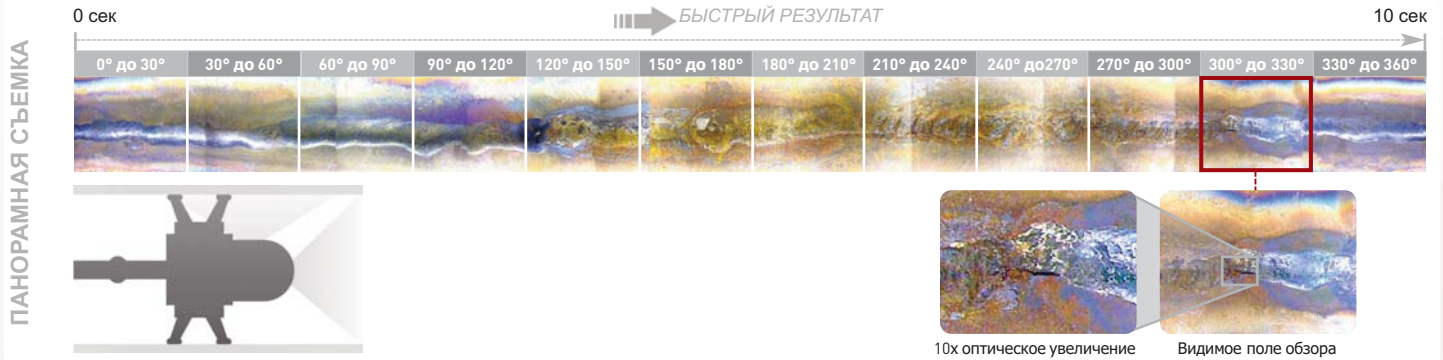 0 сек
БЫСТРЫЙ РЕЗУЛЬТАТ
10 сек
ПАНОРАМНАЯ СЪЕМКА
0° до 30° 30° до 60° 60° до 90° 90° до 120° 120° до 150° 150° до 180° 180° до 210° 210° до 240° 240° до270° 270° до 300° 300° до 330° 330° до 360°
10х оптическое увеличение
Видимое поле обзора